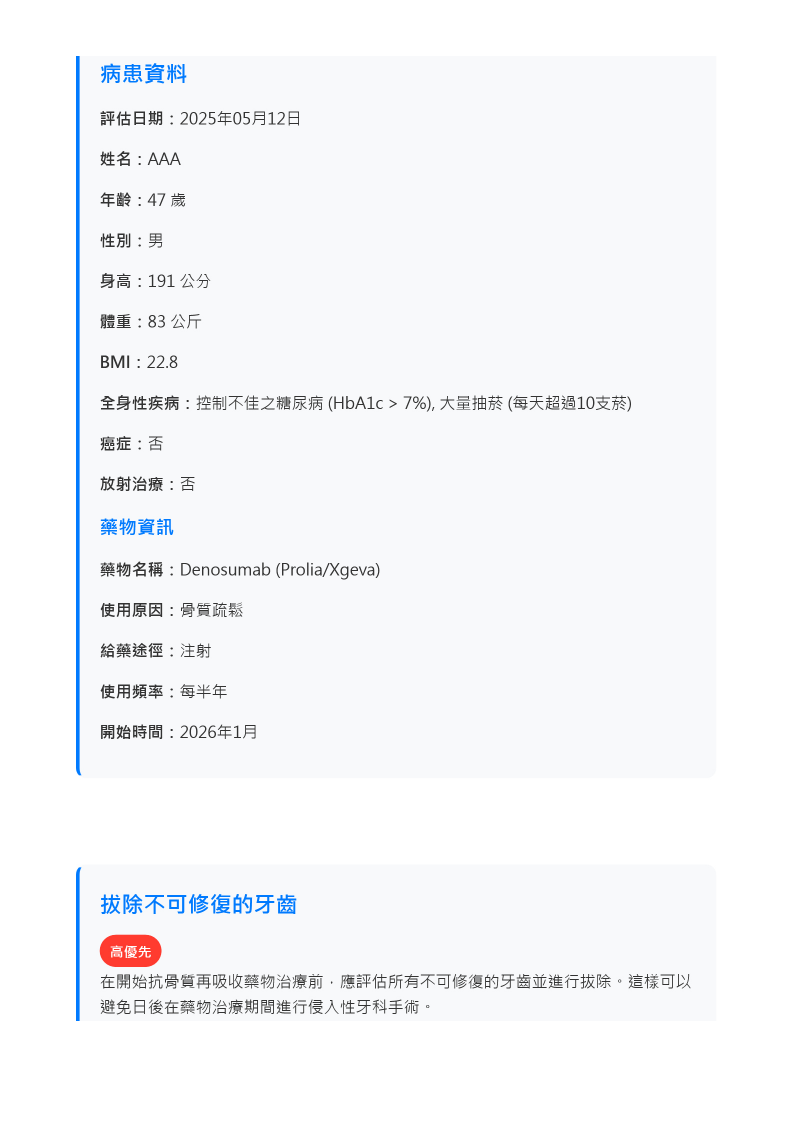 病患資料
評估日期：2025年05月12日
姓名：AAA
年齡：47 歲
性別：男
身高：191 公分
體重：83 公斤
BMI：22.8
全身性疾病：控制不佳之糖尿病 (HbA1c > 7%), 大量抽菸 (每天超過10支菸)
癌症：否
放射治療：否
藥物資訊
藥物名稱：Denosumab (Prolia/Xgeva)
使用原因：骨質疏鬆
給藥途徑：注射
使用頻率：每半年
開始時間：2026年1月
拔除不可修復的牙齒
高優先
在開始抗骨質再吸收藥物治療前，應評估所有不可修復的牙齒並進行拔除。這樣可以
避免日後在藥物治療期間進行侵入性牙科手術。